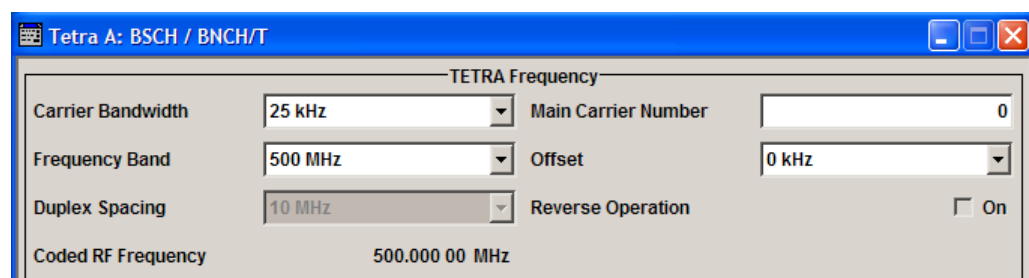 Tetra A: BSCH / BNCH/T
TETRA Frequency
Carrier Bandwidth 25 kHz Main Carrier Number 0
Frequency Band 500 MHz Offset 0 kHz
Duplex Spacing 10 MHz Reverse Operation On
Coded RF Frequency 500.000 00 MHz